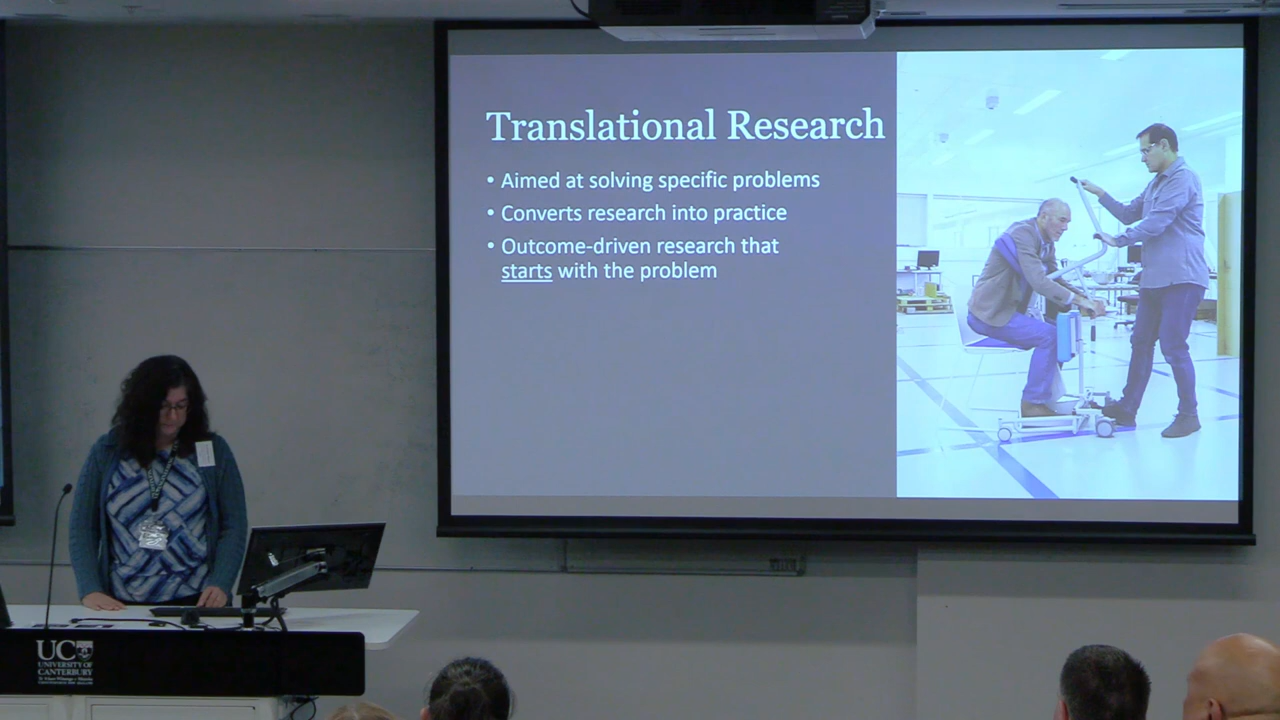 Translational Research
• Aimed at solving specific problems
• Converts research into practice
• Outcome-driven research that
starts with the problem
UC
UNIVERSITY OF
CANTERBURY